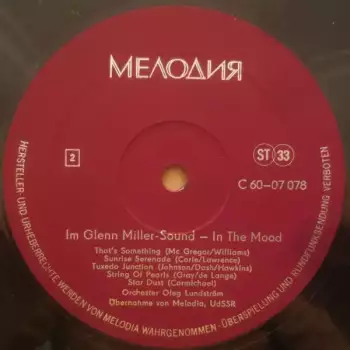 МЕЛОДИЯ
2
ST 33
C 60-07 078
Im Glenn Miller-Sound – In The Mood
That's Something (Mc Gregor/Williams)
Sunrise Serenade (Carle/Lawrence)
Tuxedo Junction (Johnson/Dash/Hawkins)
String Of Pearls (Gray/de Lange)
Star Dust (Carmichael)
Orchester Oleg Lundström
Übernahme von Melodia, UdSSR
HERSTELLER- UND URHEBERRECHTE WERDEN VON MELODIA WAHRGENOMMEN - ÜBERSPIELUNG UND RUNDFUNKSENDUNG VERBOTEN